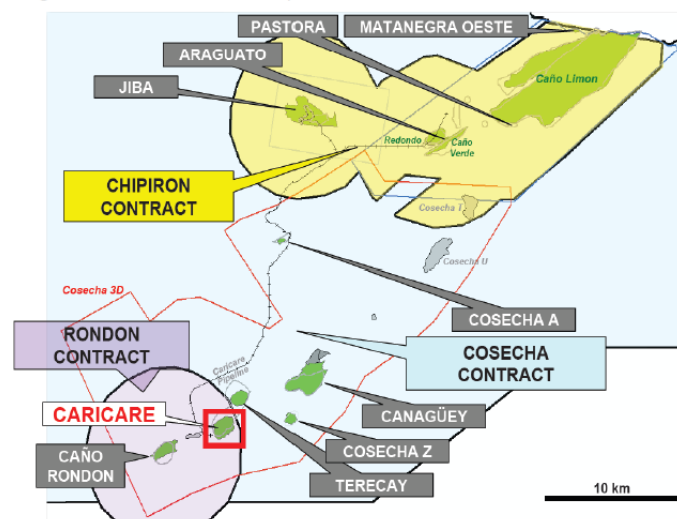 PASTORA
MATANEGRA OESTE
ARAGUATO
JIBA
Caño Limon
Redondo
Caño
Verde
CHIPIRON
CONTRACT
Cosecha T
Cosecha U
Cosecha 3D
COSECHA A
RONDON
CONTRACT
COSECHA
CONTRACT
Caricare
Pipeline
CARICARE
CANAGÜEY
CAÑO
RONDON
COSECHA Z
TERECAY
10 km